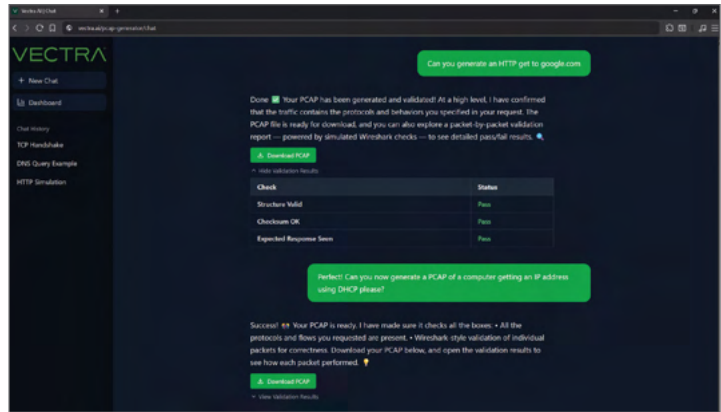 Vectra AI | Chat
vectra.ai/pcap-generator/chat
VECTRA
+ New Chat
Dashboard
Chat History
TCP Handshake
DNS Query Example
HTTP Simulation
Can you generate an HTTP get to google.com
Done ✅ Your PCAP has been generated and validated! At a high level, I have confirmed
that the traffic contains the protocols and behaviors you specified in your request. The
PCAP file is ready for download, and you can also explore a packet-by-packet validation
report — powered by simulated Wireshark checks — to see detailed pass/fail results. 🔍
Download PCAP
Hide Validation Results
Check Status
Structure Valid Pass
Checksum OK Pass
Expected Response Seen Pass
Perfect! Can you now generate a PCAP of a computer getting an IP address
using DHCP please?
Success! Your PCAP is ready. I have made sure it checks all the boxes: • All the
protocols and flows you requested are present. • Wireshark-style validation of individual
packets for correctness. Download your PCAP below, and open the validation results to
see how each packet performed. 💡
Download PCAP
View Validation Results